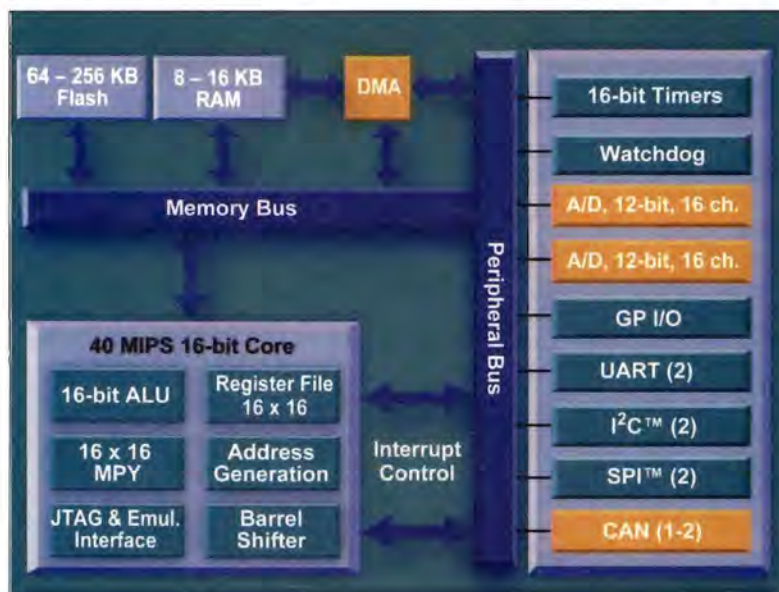 64 – 256 KB
Flash
8 – 16 KB
RAM
DMA
Memory Bus
40 MIPS 16-bit Core
16-bit ALU
Register File
16 x 16
16 x 16
MPY
Address
Generation
JTAG & Emul.
Interface
Barrel
Shifter
Interrupt
Control
Peripheral Bus
16-bit Timers
Watchdog
A/D, 12-bit, 16 ch.
A/D, 12-bit, 16 ch.
GP I/O
UART (2)
I²C™ (2)
SPI™ (2)
CAN (1-2)